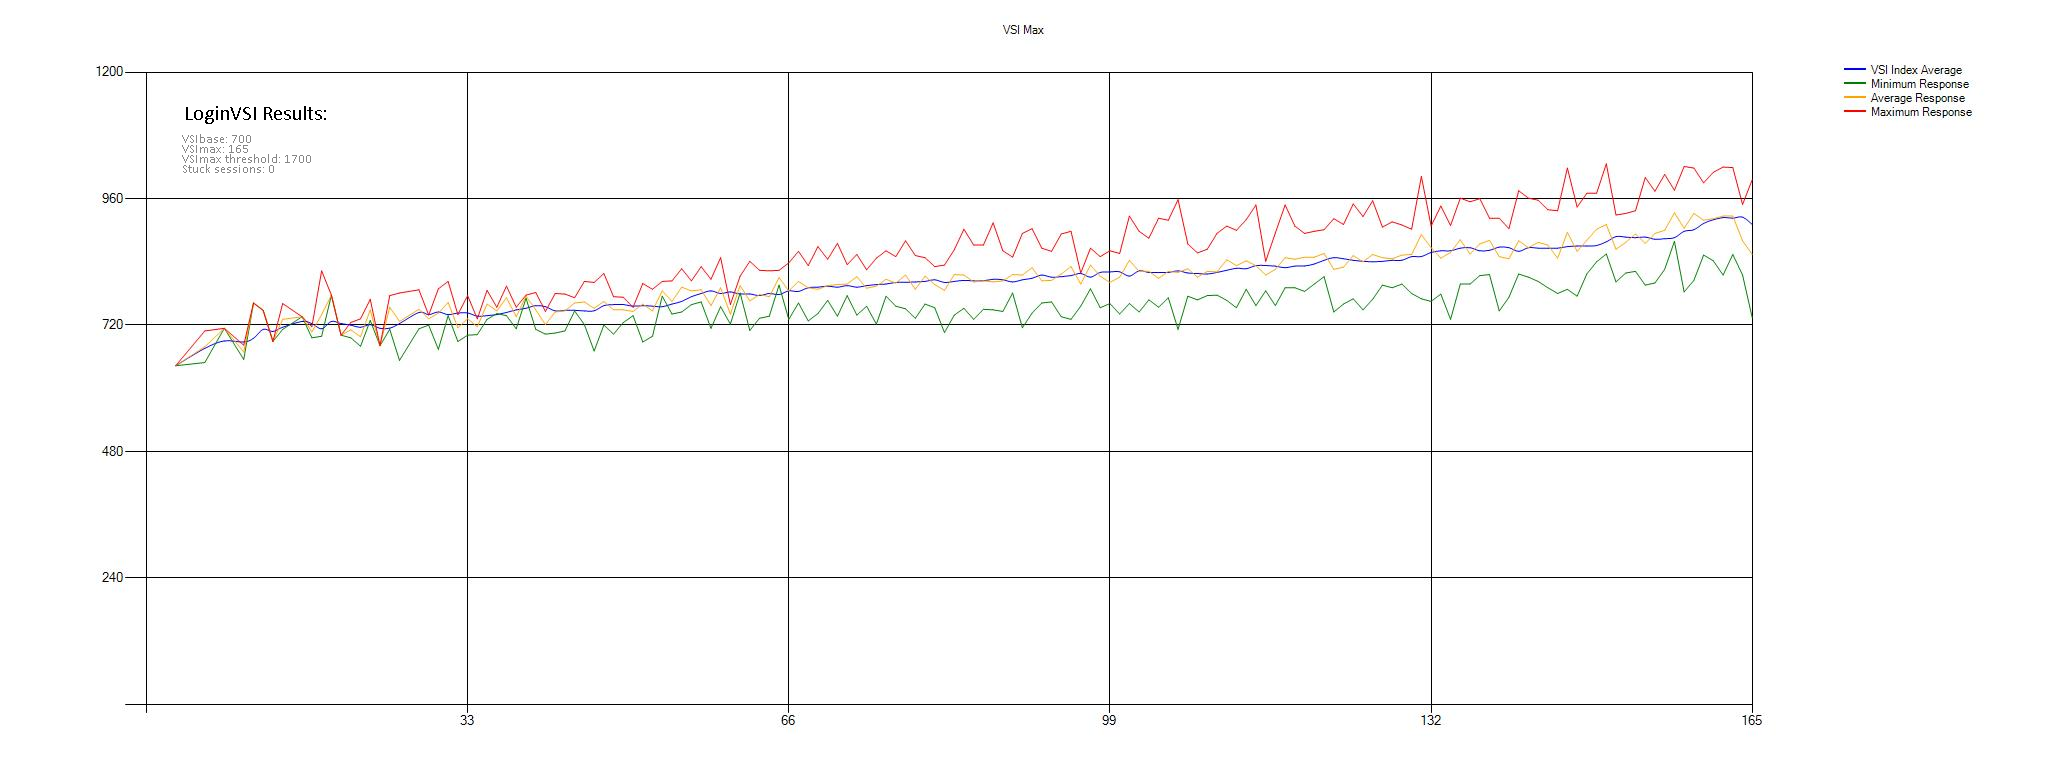 VSI Max
1200
960
720
480
240
33
66
99
132
165
LoginVSI Results:
VSIbase: 700
VSImax: 165
VSImax threshold: 1700
Stuck sessions: 0
VSI Index Average
Minimum Response
Average Response
Maximum Response